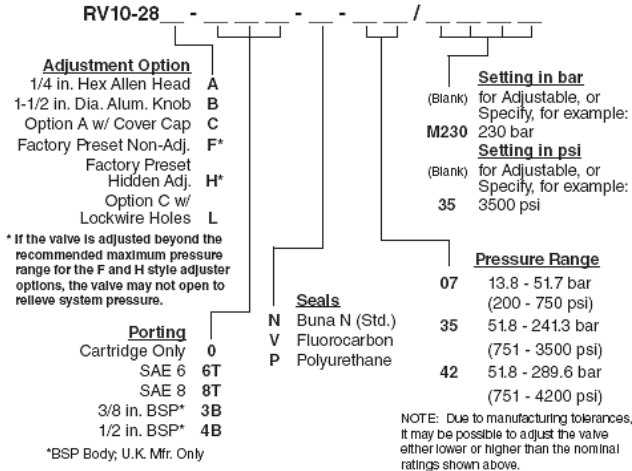 RV10-28__ - __ __ __ - __ - __ __ / __ __ __ __
Adjustment Option
1/4 in. Hex Allen Head A
1-1/2 in. Dia. Alum. Knob B
Option A w/ Cover Cap C
Factory Preset Non-Adj. F*
Factory Preset
Hidden Adj. H*
Option C w/
Lockwire Holes L
* If the valve is adjusted beyond the
recommended maximum pressure
range for the F and H style adjuster
options, the valve may not open to
relieve system pressure.
Porting
Cartridge Only 0
SAE 6 6T
SAE 8 8T
3/8 in. BSP* 3B
1/2 in. BSP* 4B
*BSP Body; U.K. Mfr. Only
Seals
N Buna N (Std.)
V Fluorocarbon
P Polyurethane
Setting in bar
(Blank) for Adjustable, or
Specify, for example:
M230 230 bar
Setting in psi
(Blank) for Adjustable, or
Specify, for example:
35 3500 psi
Pressure Range
07 13.8 - 51.7 bar
(200 - 750 psi)
35 51.8 - 241.3 bar
(751 - 3500 psi)
42 51.8 - 289.6 bar
(751 - 4200 psi)
NOTE: Due to manufacturing tolerances,
it may be possible to adjust the valve
either lower or higher than the nominal
ratings shown above.